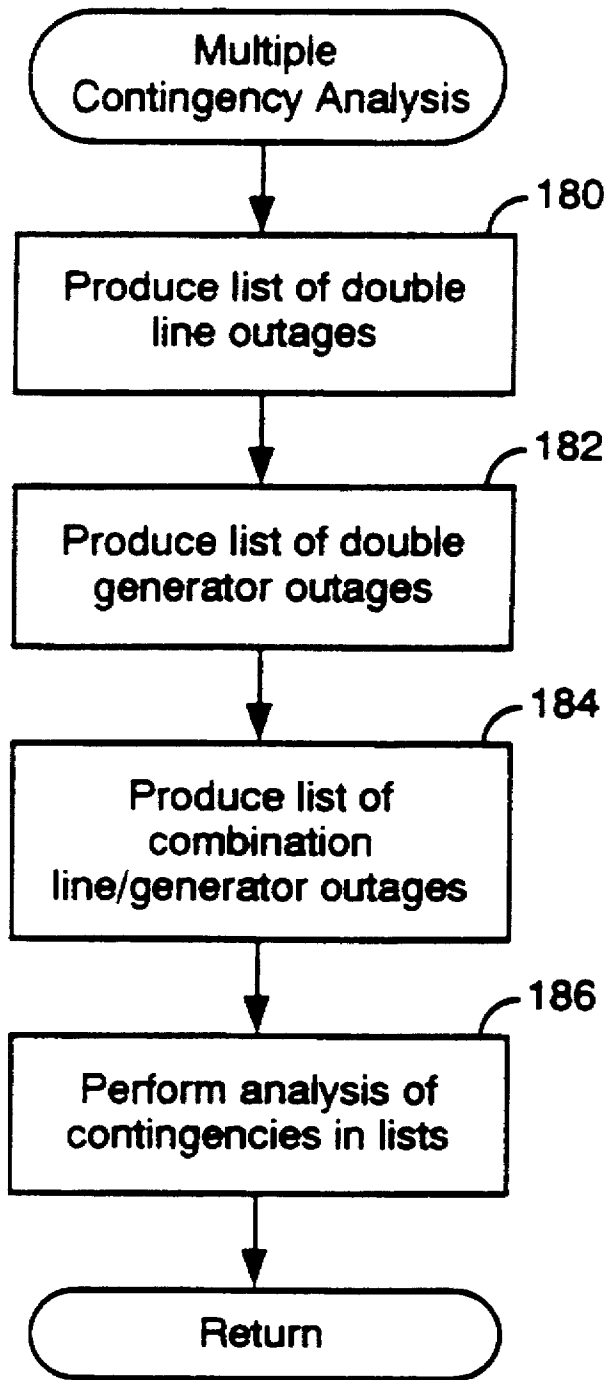 Multiple
Contingency Analysis
180
Produce list of double
line outages
182
Produce list of double
generator outages
184
Produce list of
combination
line/generator outages
186
Perform analysis of
contingencies in lists
Return